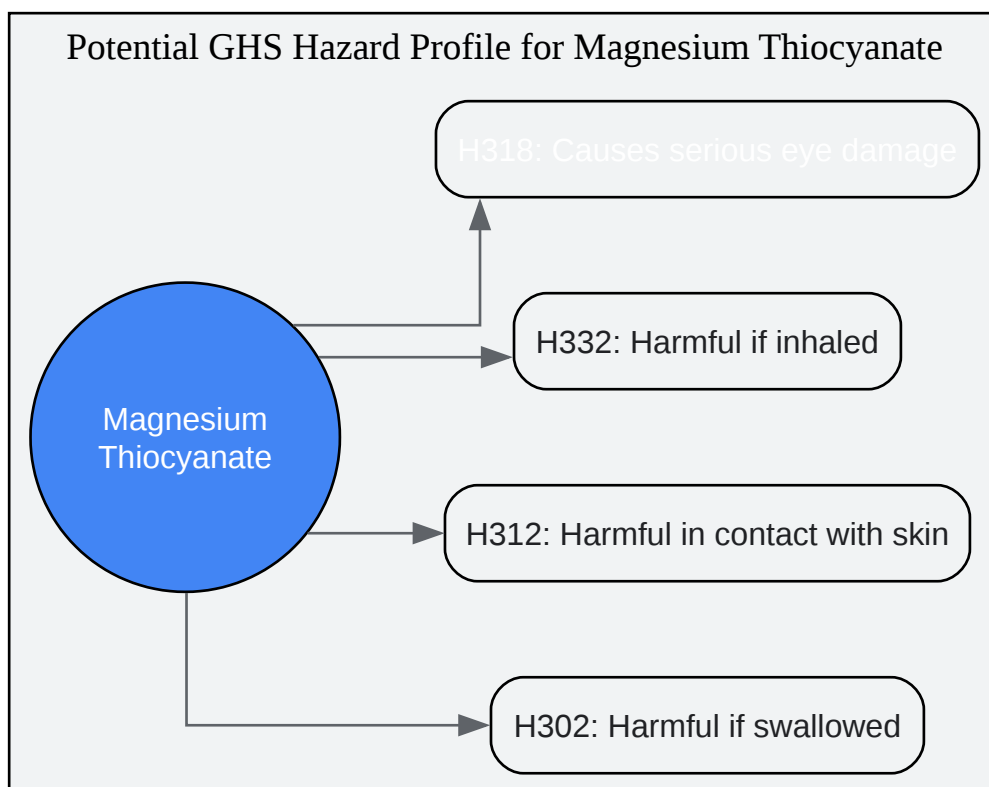 Potential GHS Hazard Profile for Magnesium Thiocyanate
H318: Causes serious eye damage
H332: Harmful if inhaled
Magnesium
Thiocyanate
H312: Harmful in contact with skin
H302: Harmful if swallowed